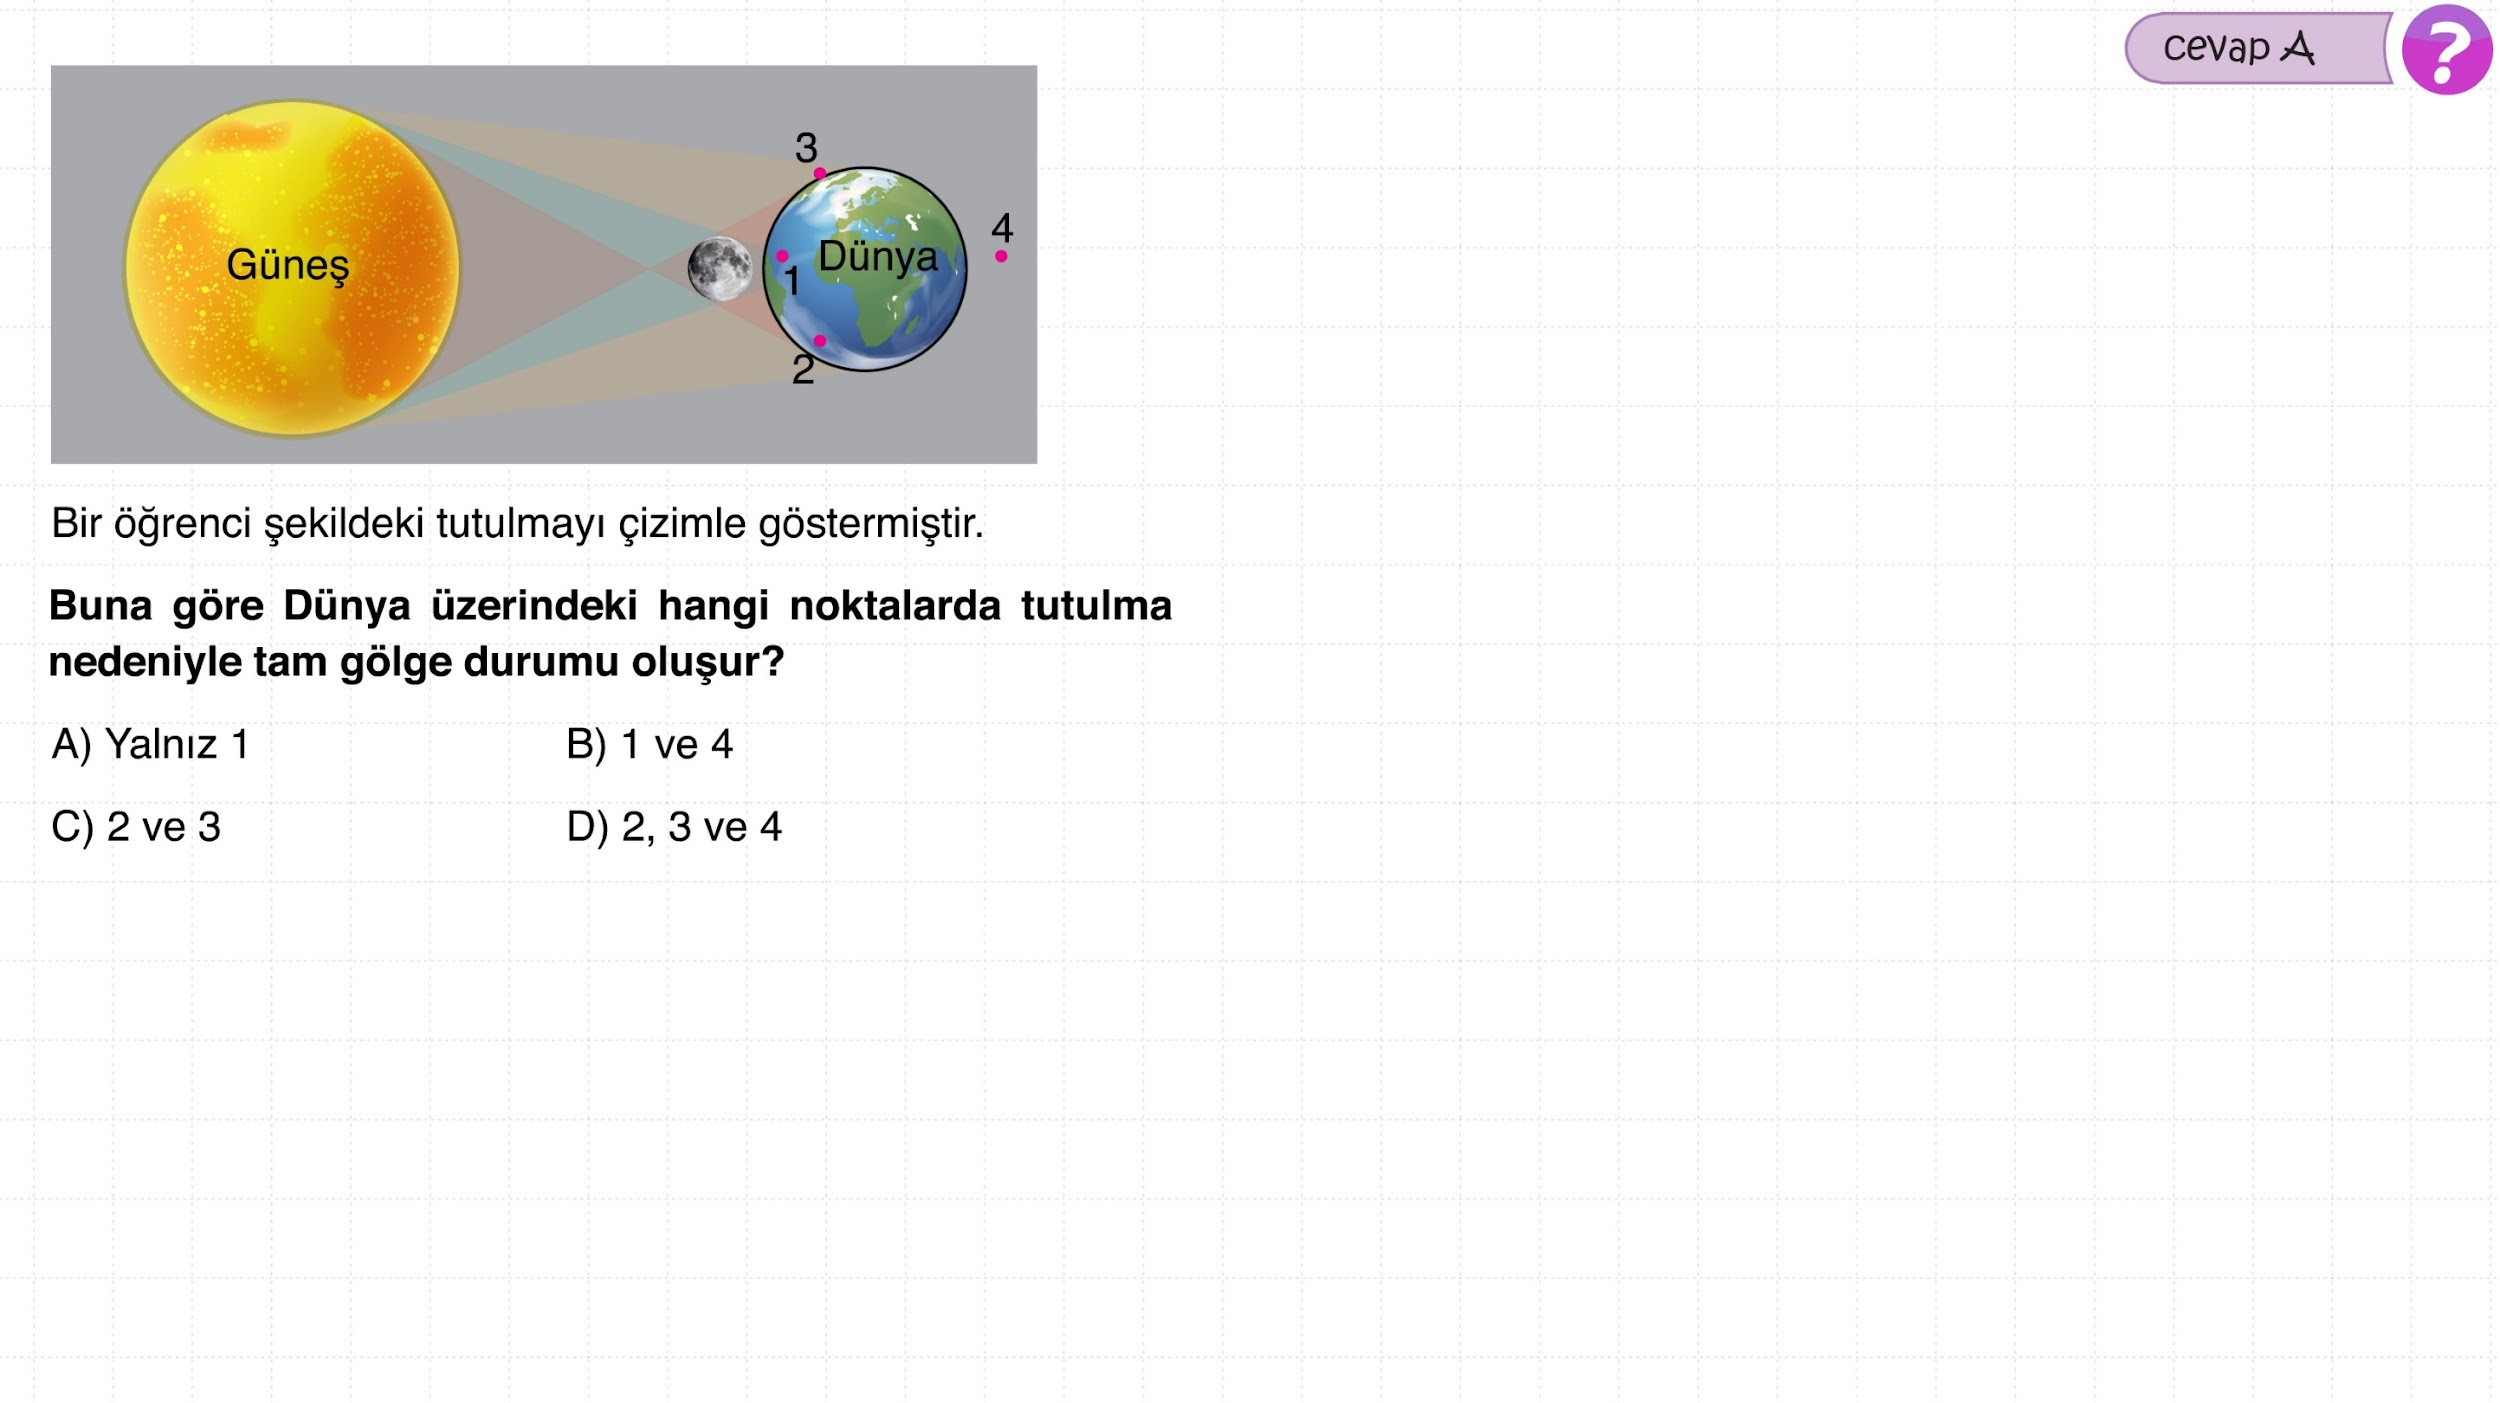 cevap A
?
Güneş
Dünya
3
4
1
2
Bir öğrenci şekildeki tutulmayı çizimle göstermiştir.
Buna göre Dünya üzerindeki hangi noktalarda tutulma
nedeniyle tam gölge durumu oluşur?
A) Yalnız 1
B) 1 ve 4
C) 2 ve 3
D) 2, 3 ve 4